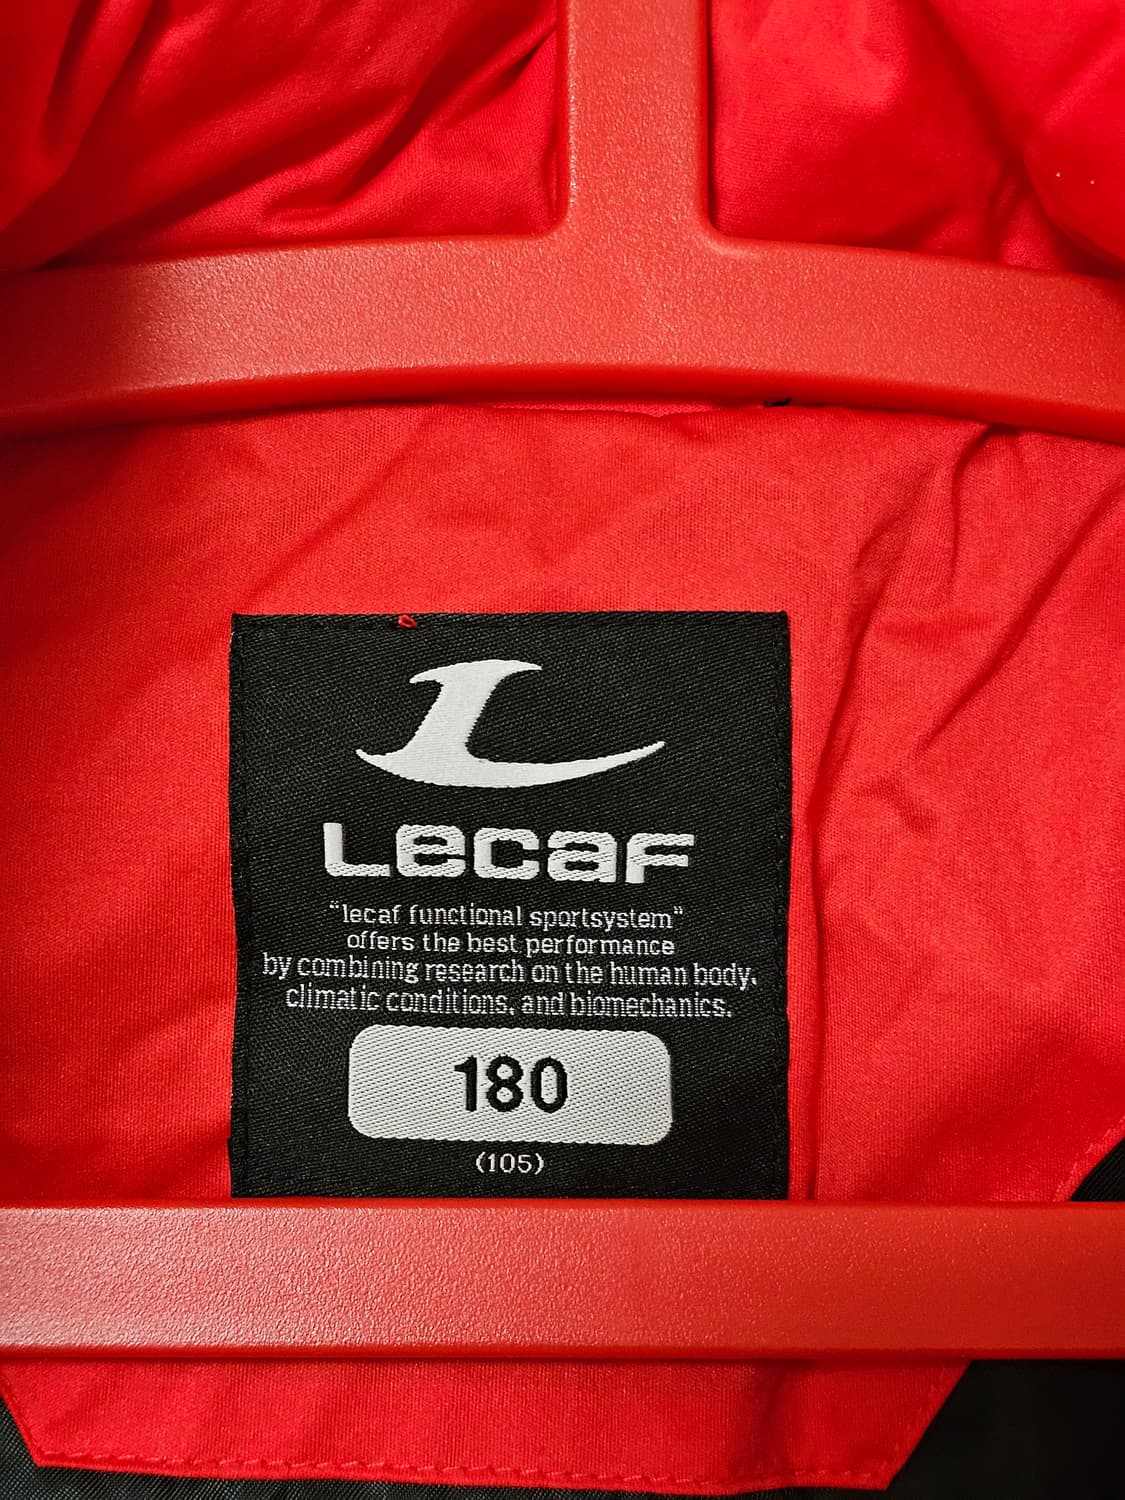 Lecaf
"lecaf functional sportsystem"
offers the best performance
by combining research on the human body,
climatic conditions, and biomechanics.
180
(105)